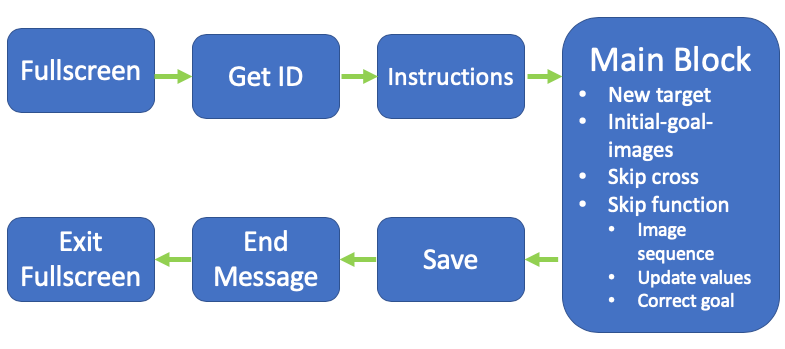 Fullscreen
Get ID
Instructions
Main Block
• New target
• Initial-goal-
images
• Skip cross
• Skip function
• Image
sequence
• Update values
• Correct goal
Save
End
Message
Exit
Fullscreen